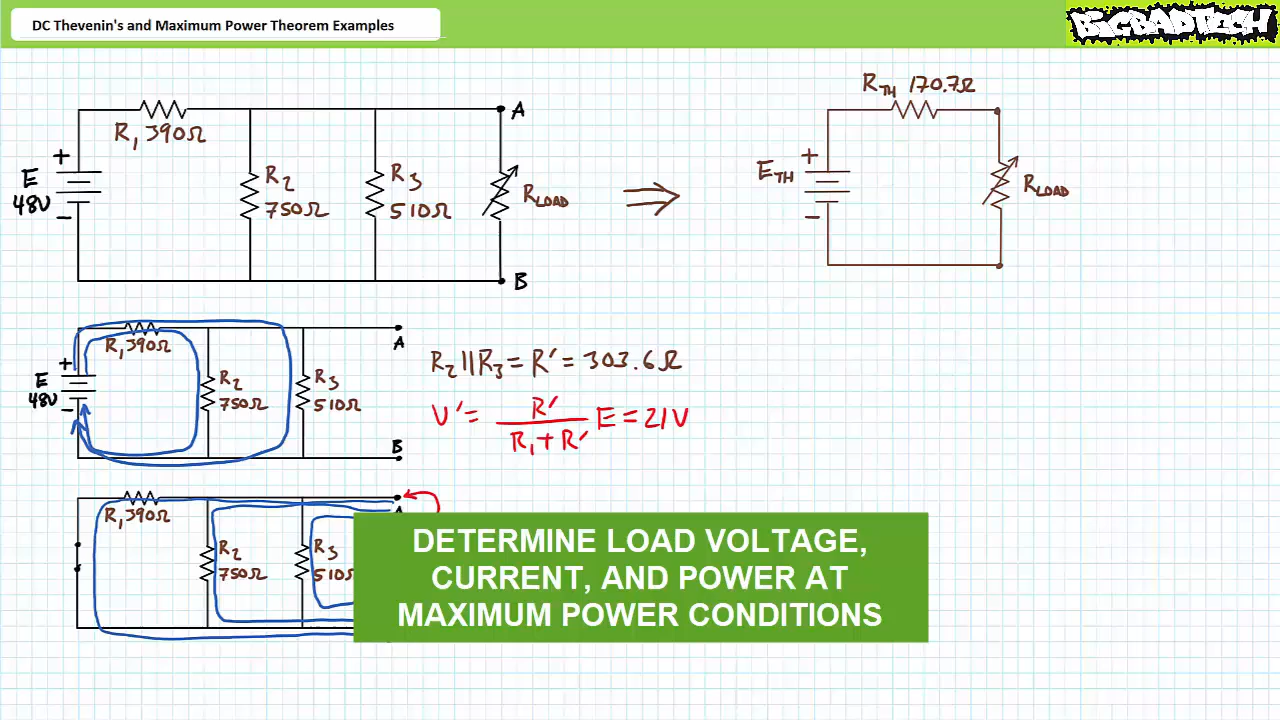 DC Thevenin's and Maximum Power Theorem Examples
BIGBADTECH
R1 390Ω
+
E
48V
-
R2
750Ω
R3
510Ω
RLOAD
A
B
⇒
RTH 170.7Ω
+
ETH
-
RLOAD
R1 390Ω
+
E
48V
-
R2
750Ω
R3
510Ω
A
B
R2||R3 = R' = 303.6Ω
V' = R' / (R1 + R') E = 21V
R1 390Ω
R2
750Ω
R3
510Ω
DETERMINE LOAD VOLTAGE,
CURRENT, AND POWER AT
MAXIMUM POWER CONDITIONS